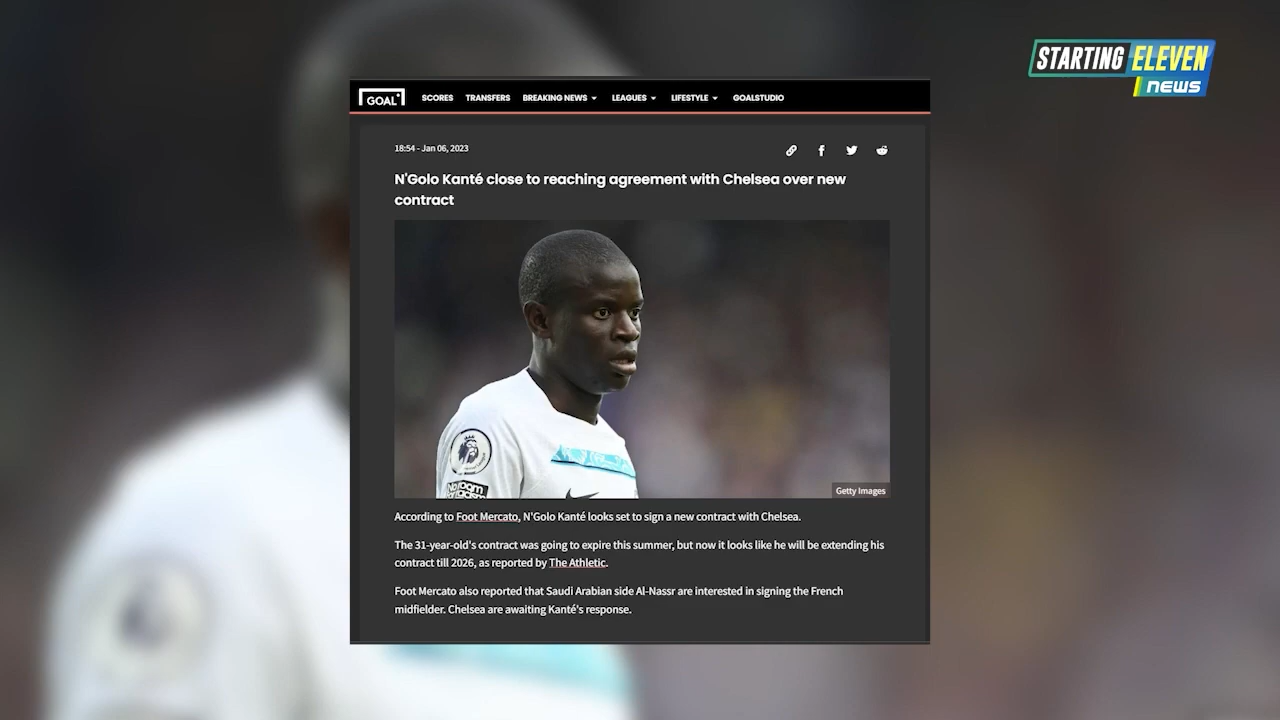 STARTING ELEVEN
news
GOAL
SCORES TRANSFERS BREAKING NEWS LEAGUES LIFESTYLE GOALSTUDIO
18:54 - Jan 06, 2023
N'Golo Kanté close to reaching agreement with Chelsea over new
contract
No room
Getty Images
According to Foot Mercato, N'Golo Kanté looks set to sign a new contract with Chelsea.
The 31-year-old's contract was going to expire this summer, but now it looks like he will be extending his
contract till 2026, as reported by The Athletic.
Foot Mercato also reported that Saudi Arabian side Al-Nassr are interested in signing the French
midfielder. Chelsea are awaiting Kanté's response.